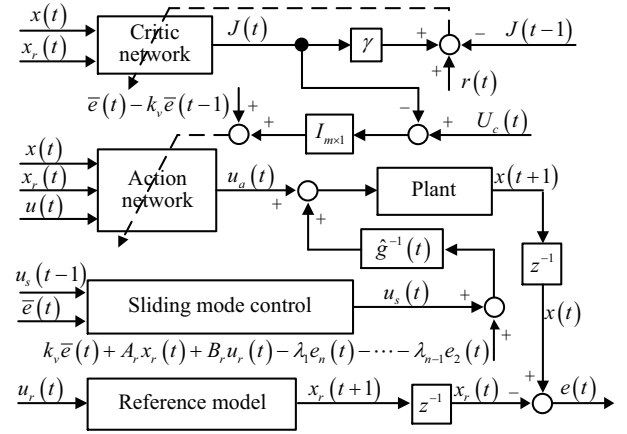 x(t)
x_r(t)
Critic network
J(t)
γ
+
+
−
J(t−1)
r(t)
e̅(t) − k_v e̅(t−1)
+
+
I_{m×1}
−
+
U_c(t)
x(t)
x_r(t)
u(t)
Action network
u_a(t)
+
+
Plant
x(t+1)
ĝ^{-1}(t)
z^{-1}
u_s(t−1)
e̅(t)
Sliding mode control
u_s(t)
+
+
x(t)
k_v e̅(t) + A_r x_r(t) + B_r u_r(t) − λ_1 e_n(t) − ⋯ − λ_{n−1} e_2(t)
u_r(t)
Reference model
x_r(t+1)
z^{-1}
x_r(t)
−
+
e(t)